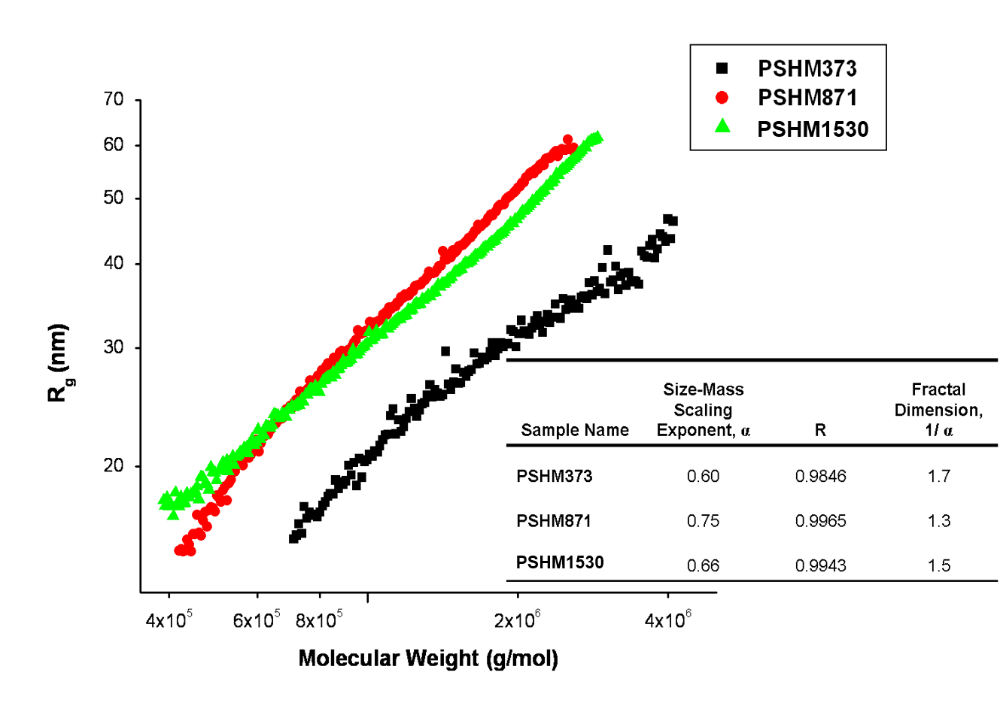 PSHM373
PSHM871
PSHM1530
70
60
50
40
30
20
Rg (nm)
4x10^5
6x10^5
8x10^5
2x10^6
4x10^6
Molecular Weight (g/mol)
Size-Mass Fractal
Scaling Dimension,
Sample Name Exponent, α R 1/ α
PSHM373 0.60 0.9846 1.7
PSHM871 0.75 0.9965 1.3
PSHM1530 0.66 0.9943 1.5